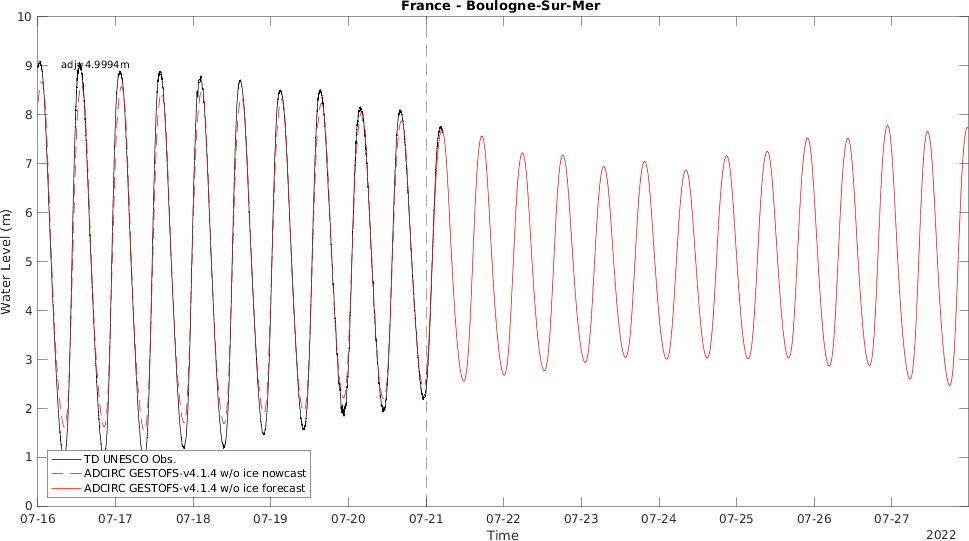 France - Boulogne-Sur-Mer
10
9
8
7
6
5
4
3
2
1
0
Water Level (m)
adj=4.9994m
TD UNESCO Obs.
ADCIRC GESTOFS-v4.1.4 w/o ice nowcast
ADCIRC GESTOFS-v4.1.4 w/o ice forecast
07-16 07-17 07-18 07-19 07-20 07-21 07-22 07-23 07-24 07-25 07-26 07-27
Time
2022